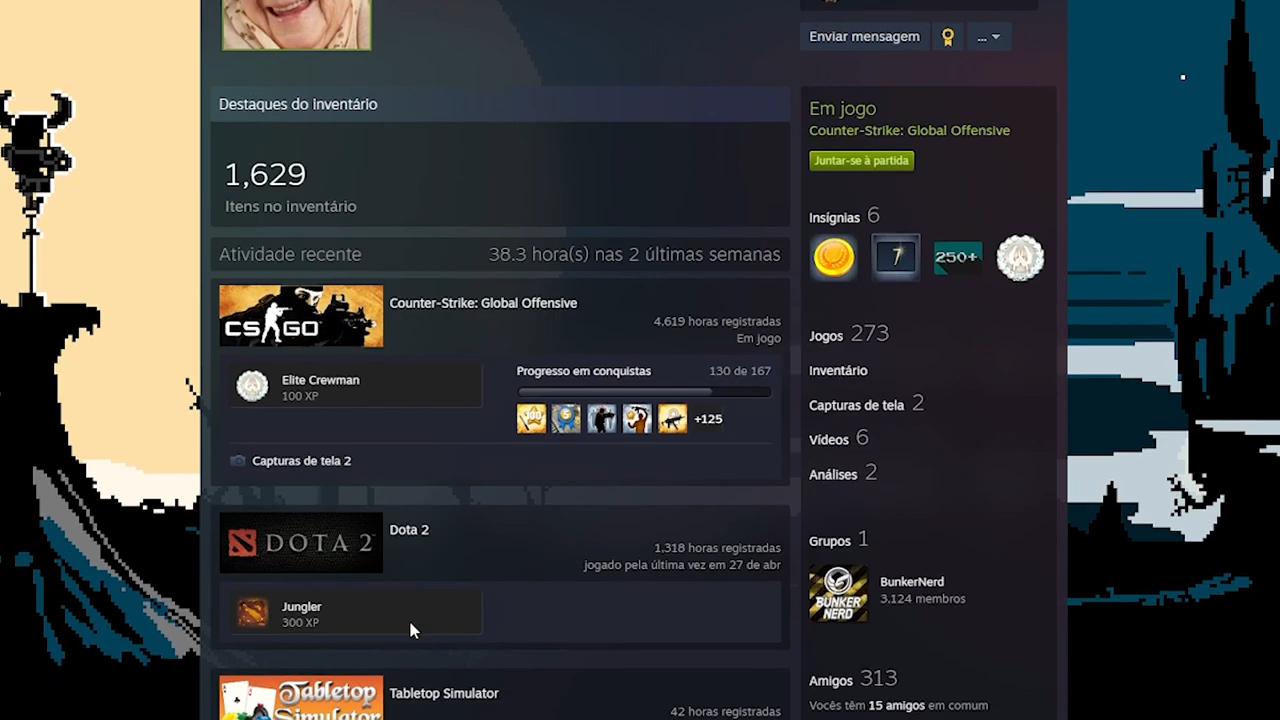 Enviar mensagem
...
Destaques do inventário
1,629
Itens no inventário
Atividade recente
38.3 hora(s) nas 2 últimas semanas
CS GO
Counter-Strike: Global Offensive
4,619 horas registradas
Em jogo
Elite Crewman
100 XP
Progresso em conquistas
130 de 167
+125
Capturas de tela 2
DOTA 2
Dota 2
1,318 horas registradas
jogado pela última vez em 27 de abr
Jungler
300 XP
Tabletop
Simulator
Tabletop Simulator
42 horas registradas
Em jogo
Counter-Strike: Global Offensive
Juntar-se à partida
Insígnias 6
7
250+
Jogos 273
Inventário
Capturas de tela 2
Vídeos 6
Análises 2
Grupos 1
BUNKER
NERD
BunkerNerd
3,124 membros
Amigos 313
Vocês têm 15 amigos em comum